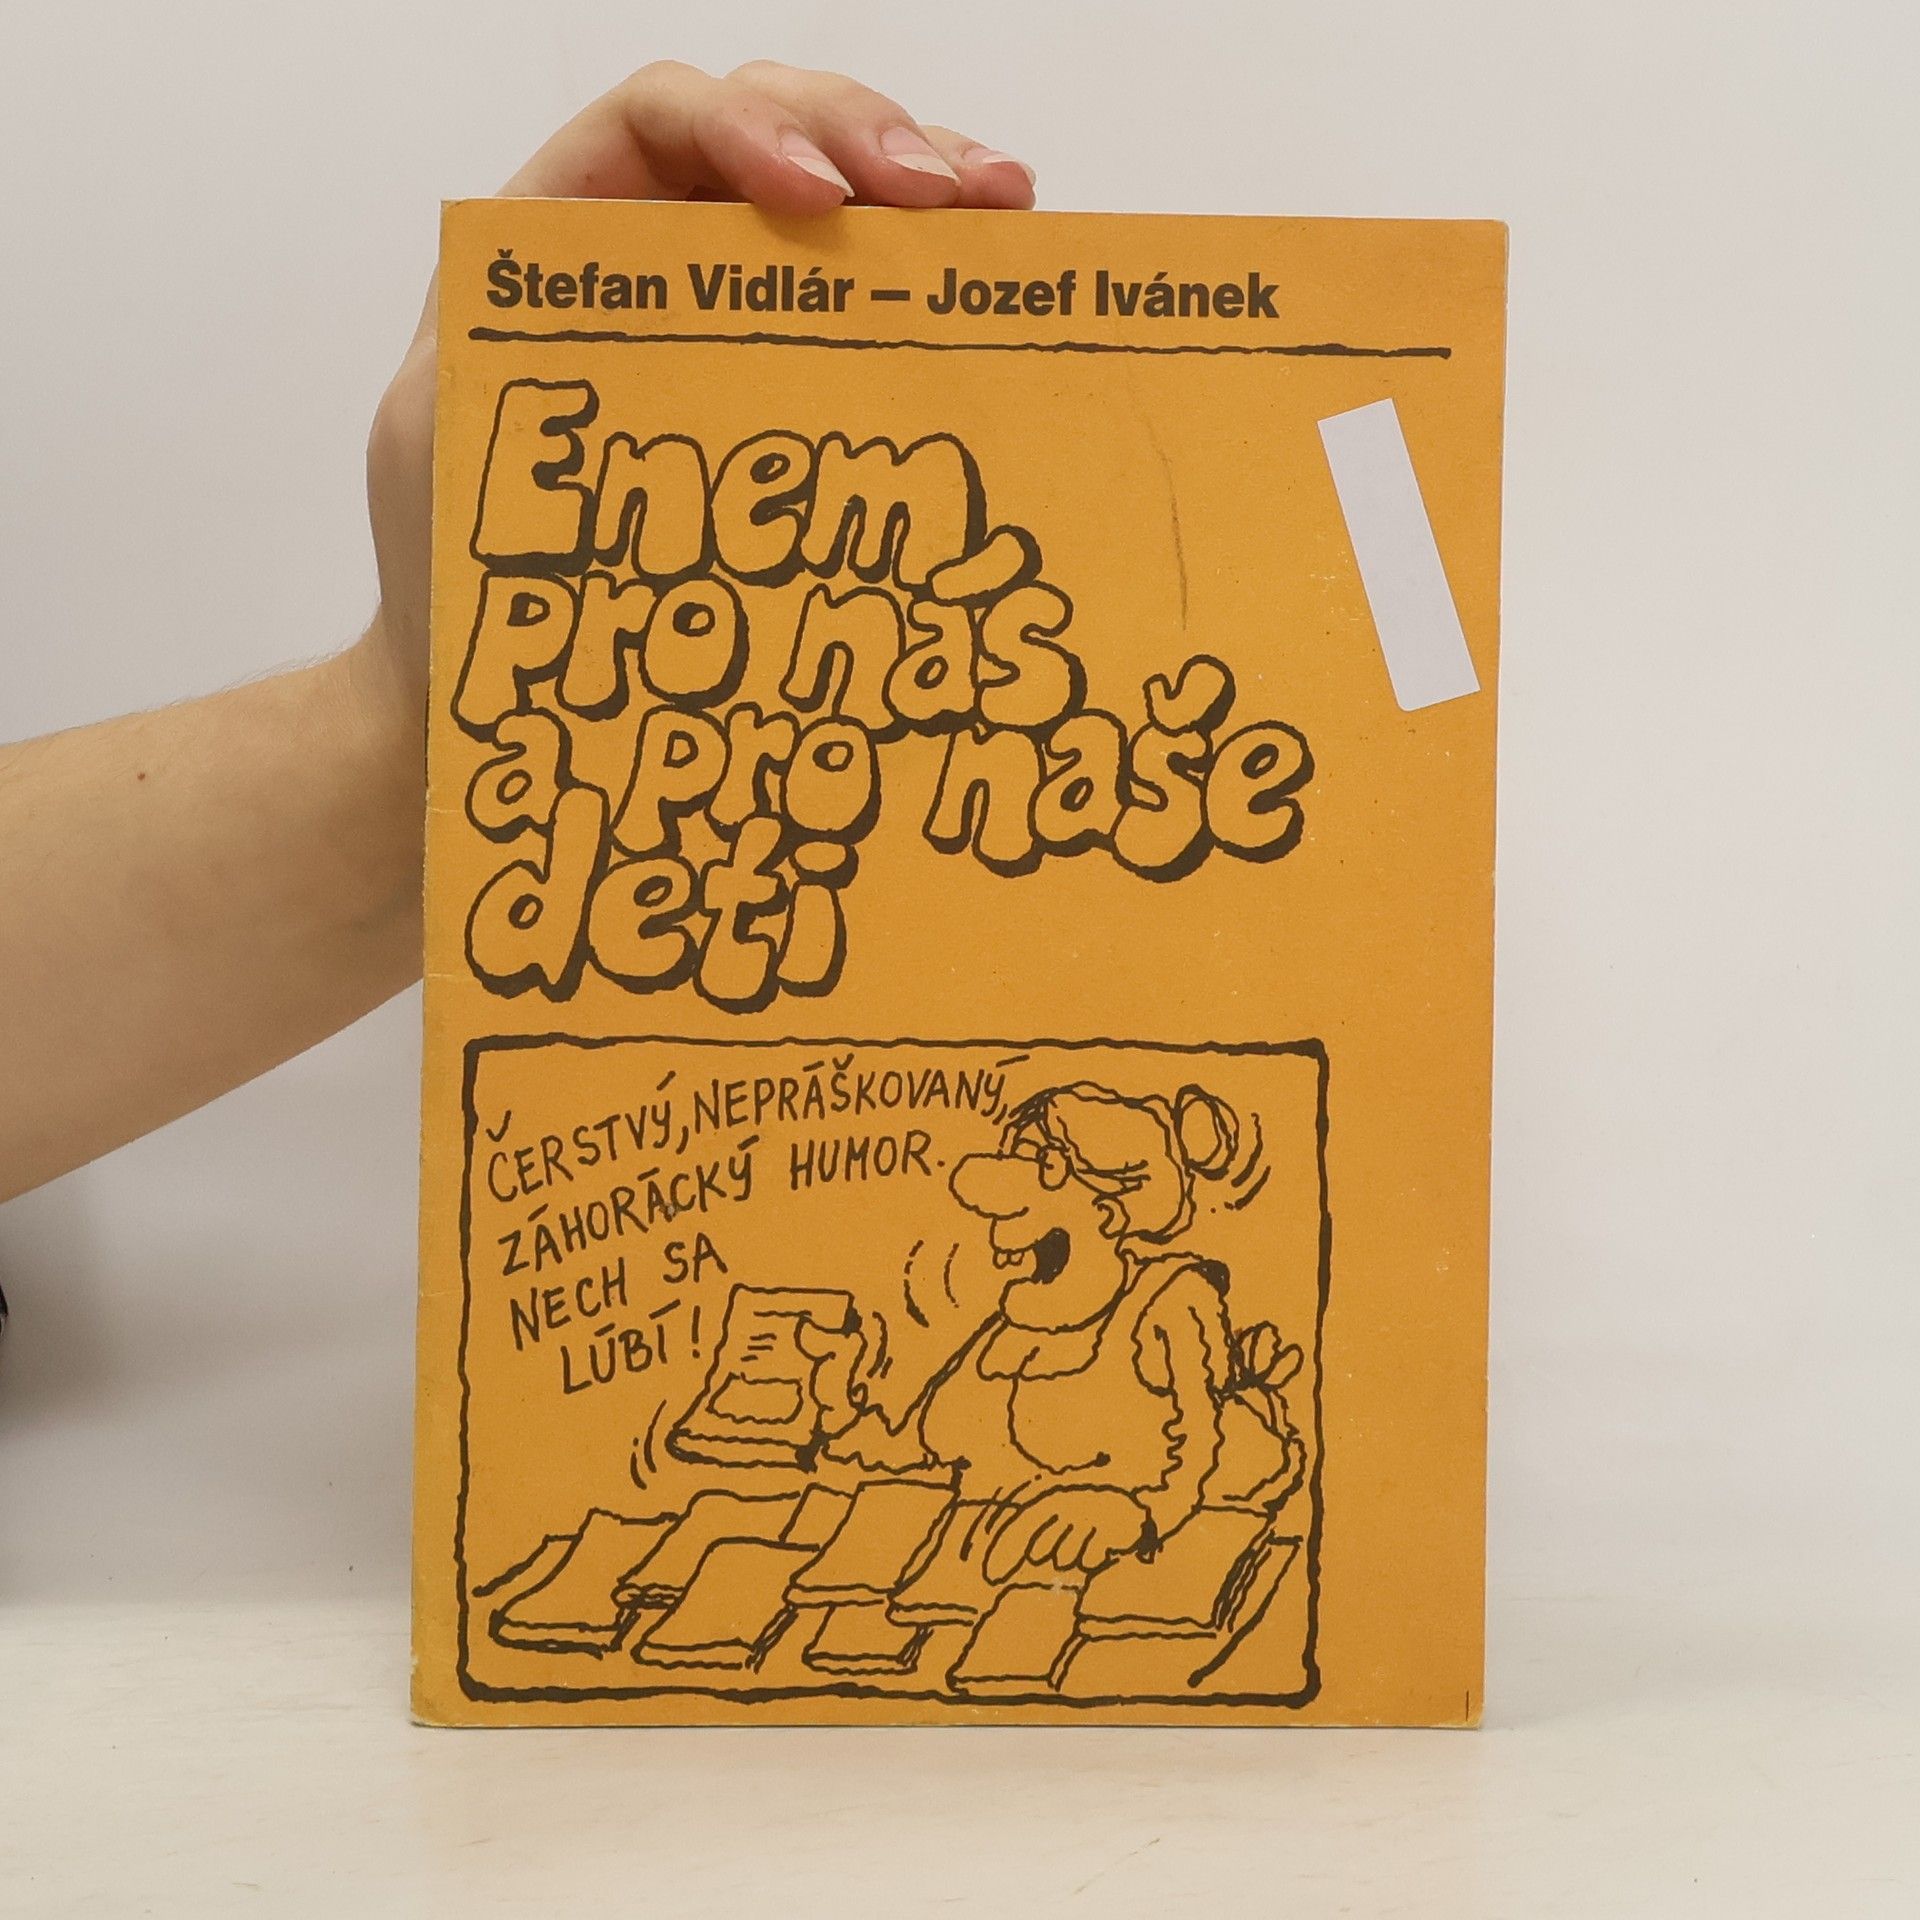 Štefan Vidlár – Jozef Ivánek
Enem
pro nás
a pro naše
deti
ČERSTVÝ, NEPRÁŠKOVANÝ,
ZÁHORÁCKÝ HUMOR.
NECH SA
LÚBÍ!